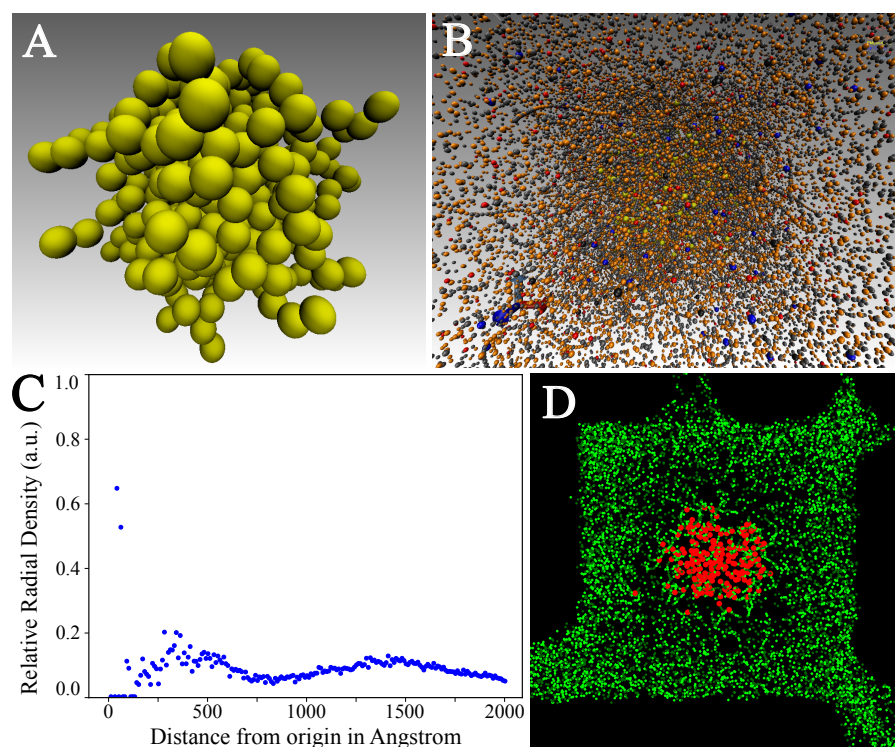 A
B
C
Relative Radial Density (a.u.)
1.0
0.8
0.6
0.4
0.2
0.0
0
500
1000
1500
2000
Distance from origin in Angstrom
D